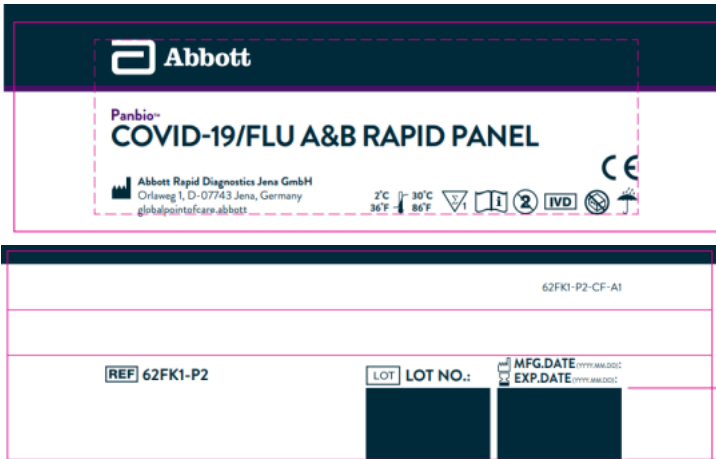 Abbott
Panbio™
COVID-19/FLU A&B RAPID PANEL
Abbott Rapid Diagnostics Jena GmbH
Orlaweg 1, D-07743 Jena, Germany
globalpointofcare.abbott
2°C 30°C
36°F 86°F
Σ 1
i
2
IVD
CE
62FK1-P2-CF-A1
REF 62FK1-P2
LOT LOT NO.:
MFG.DATE (YYYY.MM.DD):
EXP.DATE (YYYY.MM.DD):